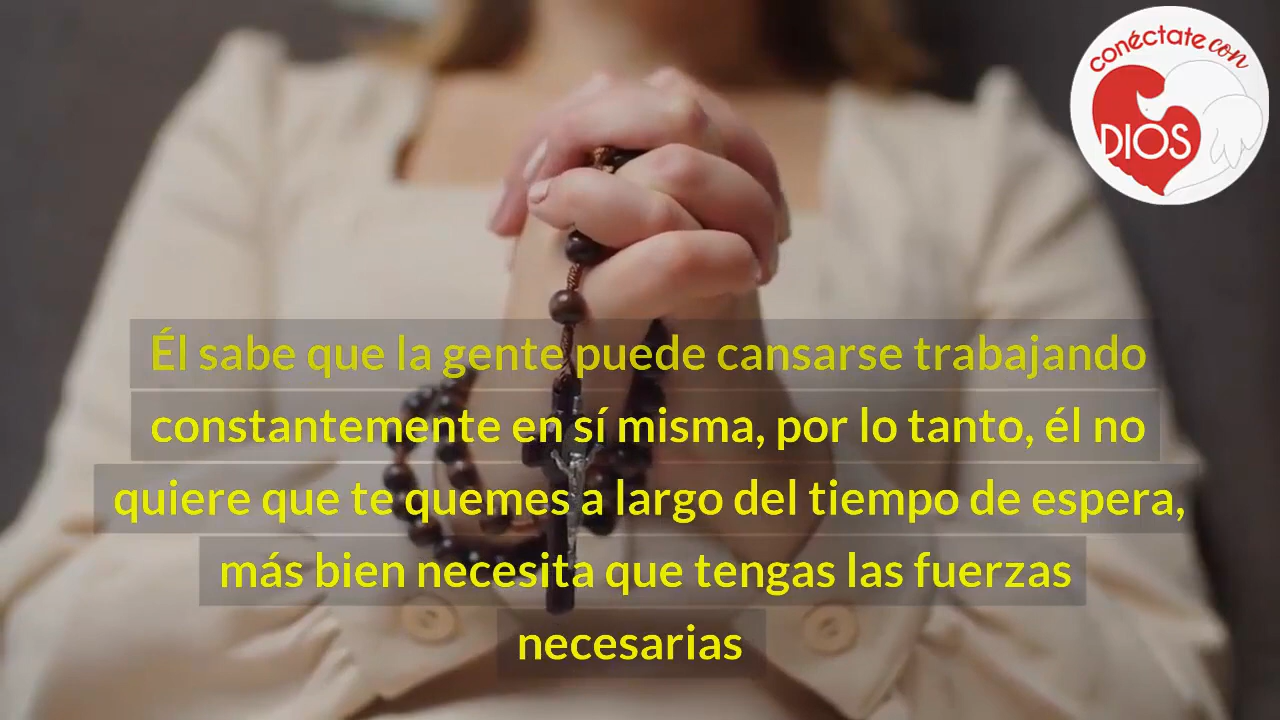 conéctate con
DIOS
Él sabe que la gente puede cansarse trabajando
constantemente en sí misma, por lo tanto, él no
quiere que te quemes a largo del tiempo de espera,
más bien necesita que tengas las fuerzas
necesarias